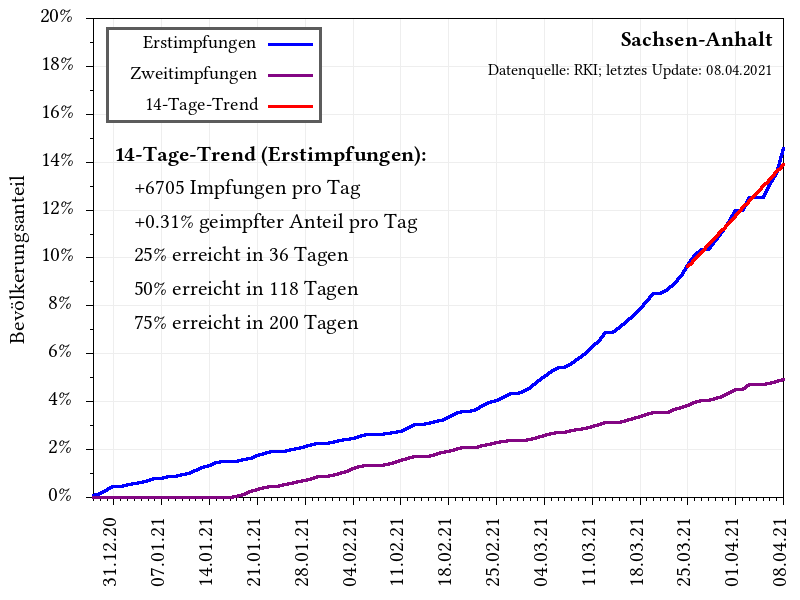 20%
18%
16%
14%
12%
10%
8%
6%
4%
2%
0%
Bevölkerungsanteil
Erstimpfungen
Zweitimpfungen
14-Tage-Trend
Sachsen-Anhalt
Datenquelle: RKI; letztes Update: 08.04.2021
14-Tage-Trend (Erstimpfungen):
+6705 Impfungen pro Tag
+0.31% geimpfter Anteil pro Tag
25% erreicht in 36 Tagen
50% erreicht in 118 Tagen
75% erreicht in 200 Tagen
31.12.20
07.01.21
14.01.21
21.01.21
28.01.21
04.02.21
11.02.21
18.02.21
25.02.21
04.03.21
11.03.21
18.03.21
25.03.21
01.04.21
08.04.21